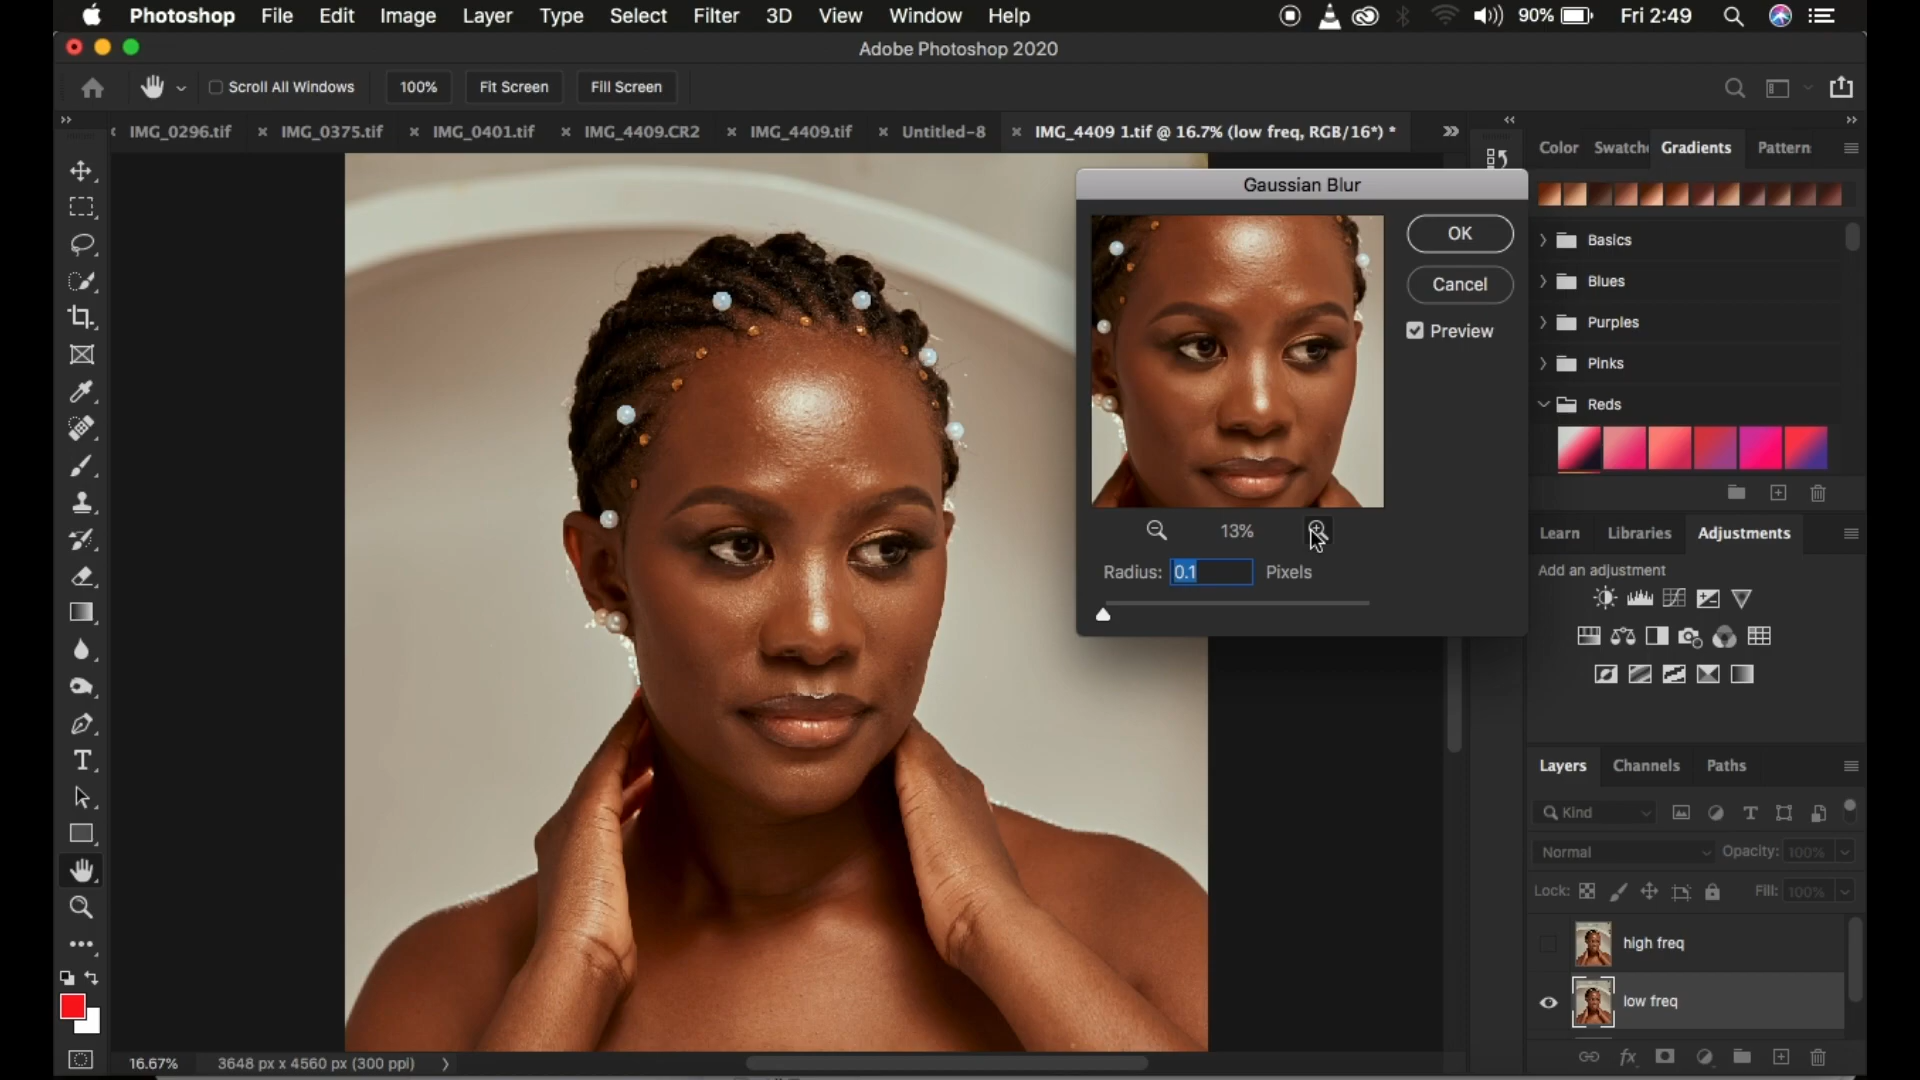 Photoshop File Edit Image Layer Type Select Filter 3D View Window Help 90% Fri 2:49
Adobe Photoshop 2020
Scroll All Windows 100% Fit Screen Fill Screen
IMG_0296.tif IMG_0375.tif IMG_0401.tif IMG_4409.CR2 IMG_4409.tif Untitled-8 IMG_4409 1.tif @ 16.7% (low freq, RGB/16*) *
Gaussian Blur
OK
Cancel
Preview
13%
Radius: 0.1 Pixels
Color Swatche Gradients Pattern
Basics
Blues
Purples
Pinks
Reds
Learn Libraries Adjustments
Add an adjustment
Layers Channels Paths
Kind
Normal Opacity: 100%
Lock: Fill: 100%
high freq
low freq
16.67% 3648 px x 4560 px (300 ppi)